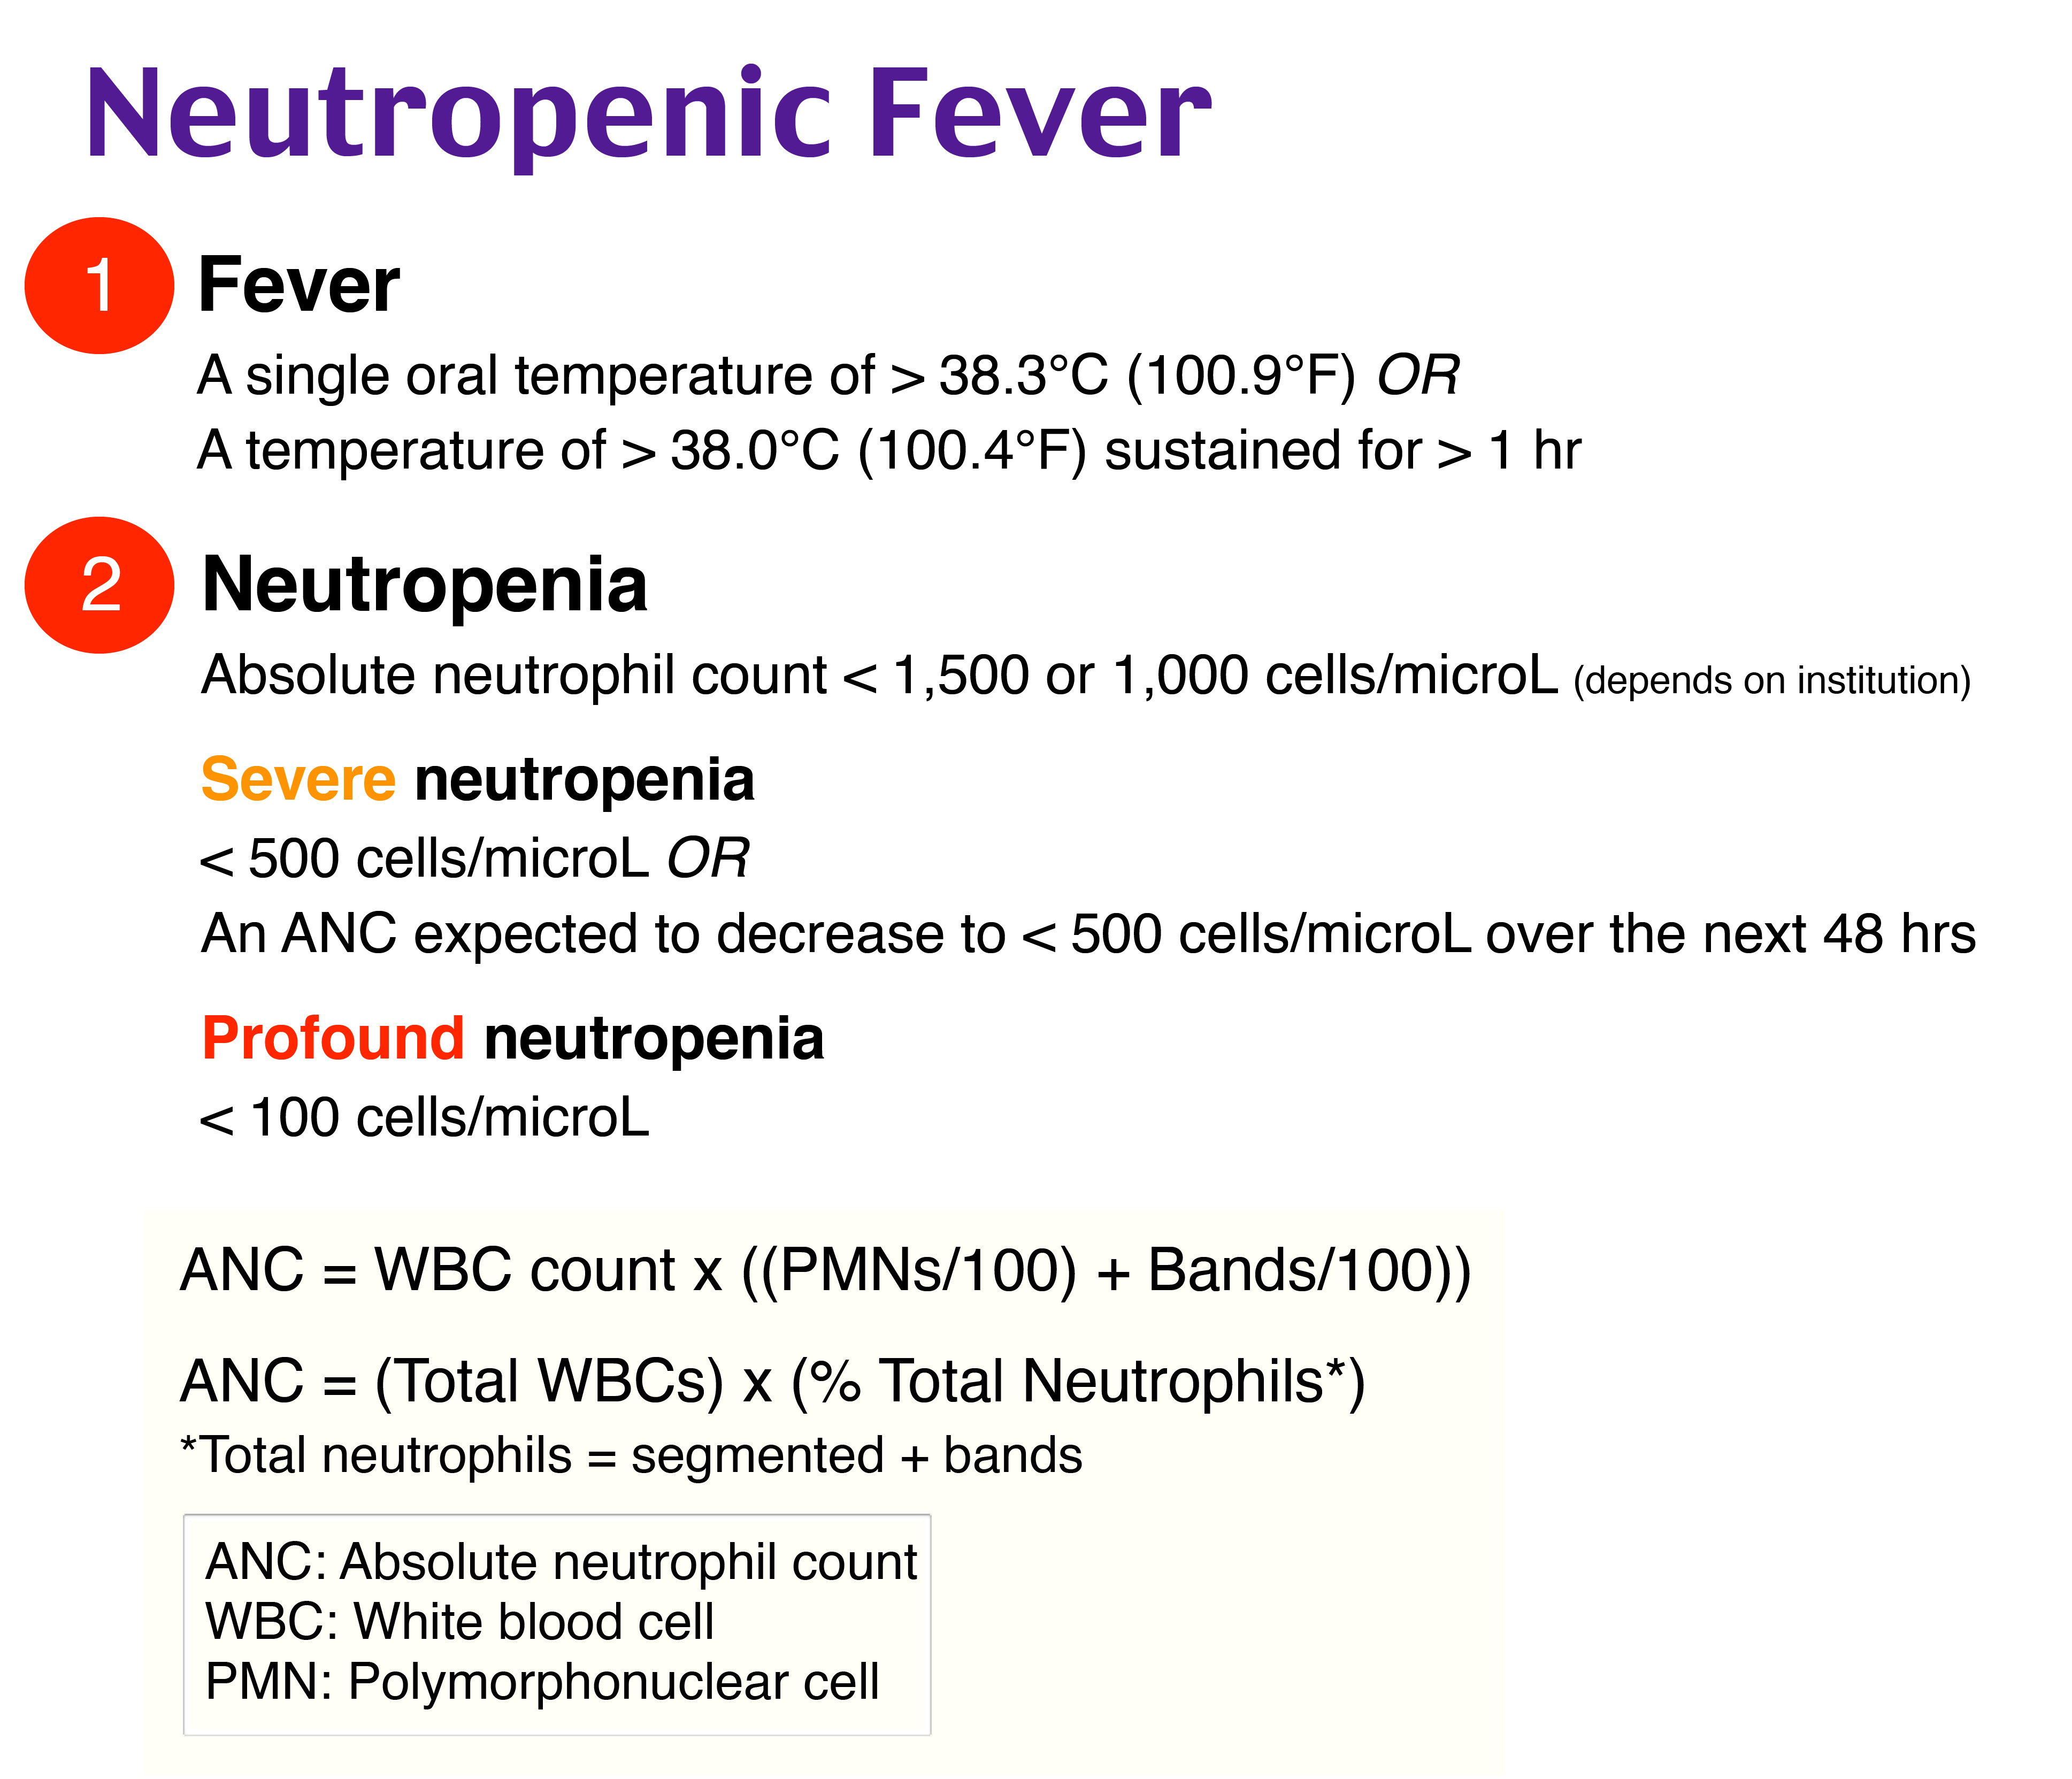 Neutropenic Fever
1
Fever
A single oral temperature of > 38.3°C (100.9°F) OR
A temperature of > 38.0°C (100.4°F) sustained for > 1 hr
2
Neutropenia
Absolute neutrophil count < 1,500 or 1,000 cells/microL (depends on institution)
Severe neutropenia
< 500 cells/microL OR
An ANC expected to decrease to < 500 cells/microL over the next 48 hrs
Profound neutropenia
< 100 cells/microL
ANC = WBC count x ((PMNs/100) + Bands/100))
ANC = (Total WBCs) x (% Total Neutrophils*)
*Total neutrophils = segmented + bands
ANC: Absolute neutrophil count
WBC: White blood cell
PMN: Polymorphonuclear cell